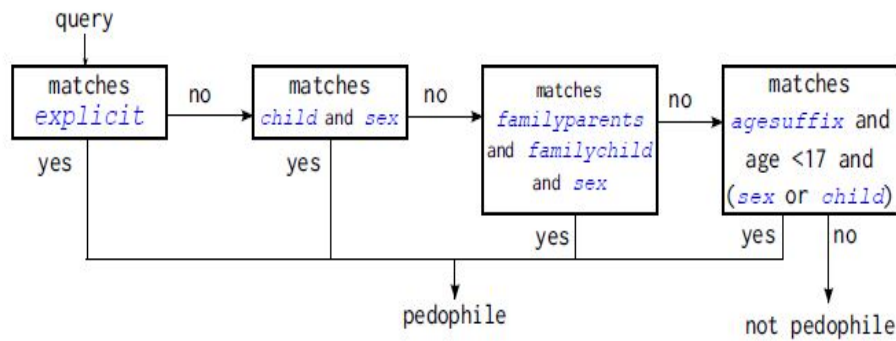 query
matches
explicit
no
yes
matches
child and sex
no
yes
matches
familyparents
and familychild
and sex
no
yes
matches
agesuffix and
age <17 and
(sex or child)
yes
no
pedophile
not pedophile